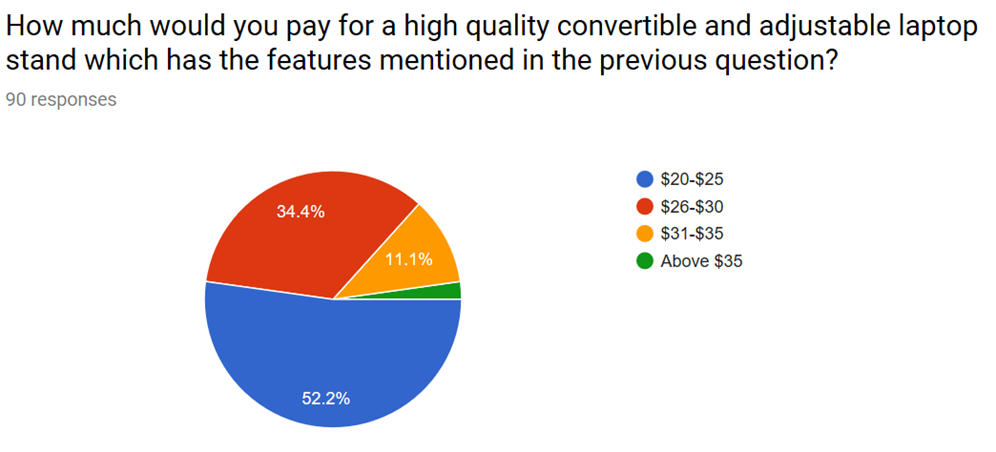 How much would you pay for a high quality convertible and adjustable laptop
stand which has the features mentioned in the previous question?
90 responses
34.4%
11.1%
52.2%
$20-$25
$26-$30
$31-$35
Above $35